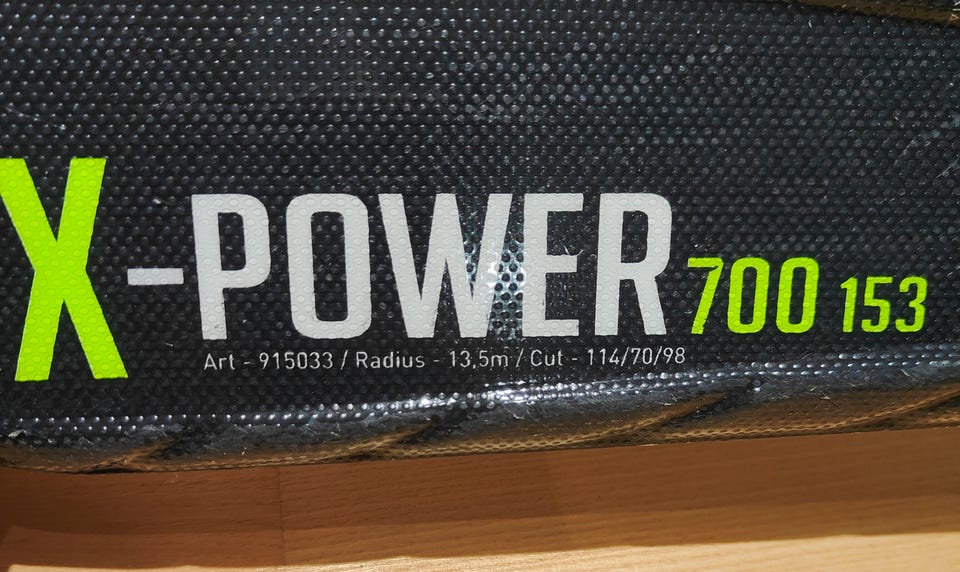 X-POWER 700 153
Art - 915033 / Radius - 13,5m / Cut - 114/70/98